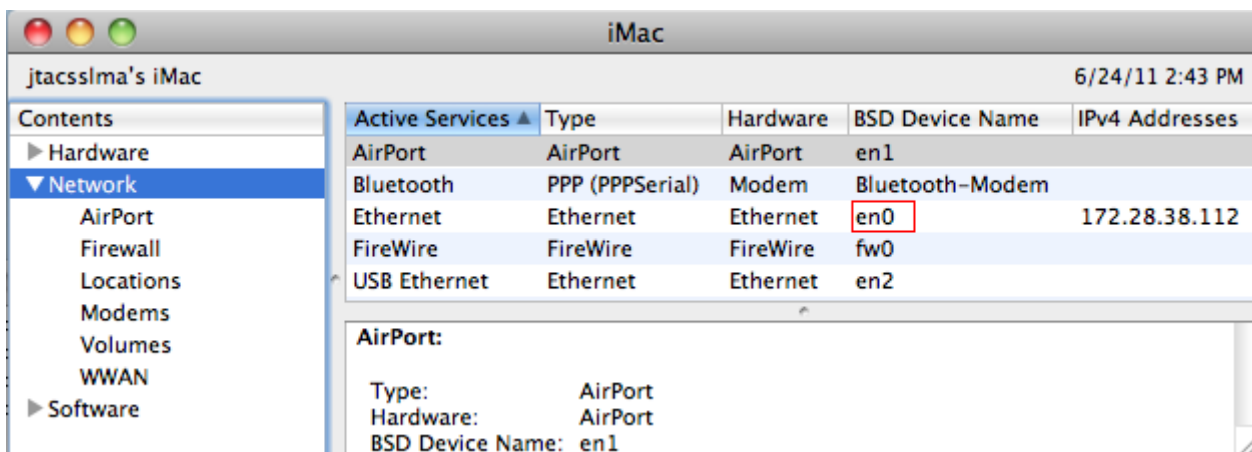 iMac
jtacsslma's iMac 6/24/11 2:43 PM
Contents
Hardware
Network
AirPort
Firewall
Locations
Modems
Volumes
WWAN
Software
Active Services Type Hardware BSD Device Name IPv4 Addresses
AirPort AirPort AirPort en1
Bluetooth PPP (PPPSerial) Modem Bluetooth-Modem
Ethernet Ethernet Ethernet en0 172.28.38.112
FireWire FireWire FireWire fw0
USB Ethernet Ethernet Ethernet en2
AirPort:
Type: AirPort
Hardware: AirPort
BSD Device Name: en1